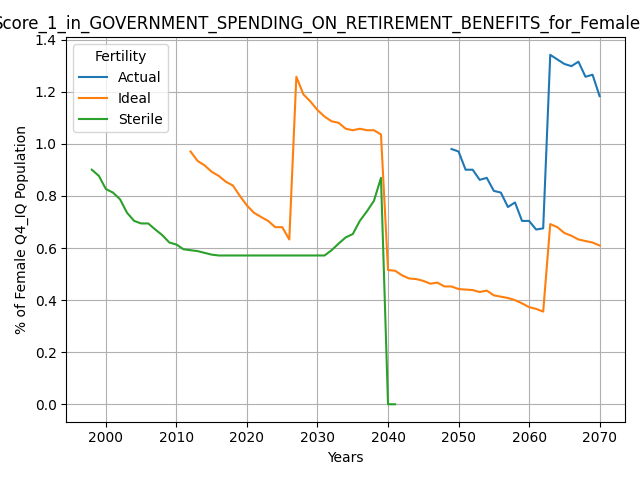 Score_1_in_GOVERNMENT_SPENDING_ON_RETIREMENT_BENEFITS_for_Female
Fertility
Actual
Ideal
Sterile
% of Female Q4_IQ Population
1.4
1.2
1.0
0.8
0.6
0.4
0.2
0.0
2000 2010 2020 2030 2040 2050 2060 2070
Years